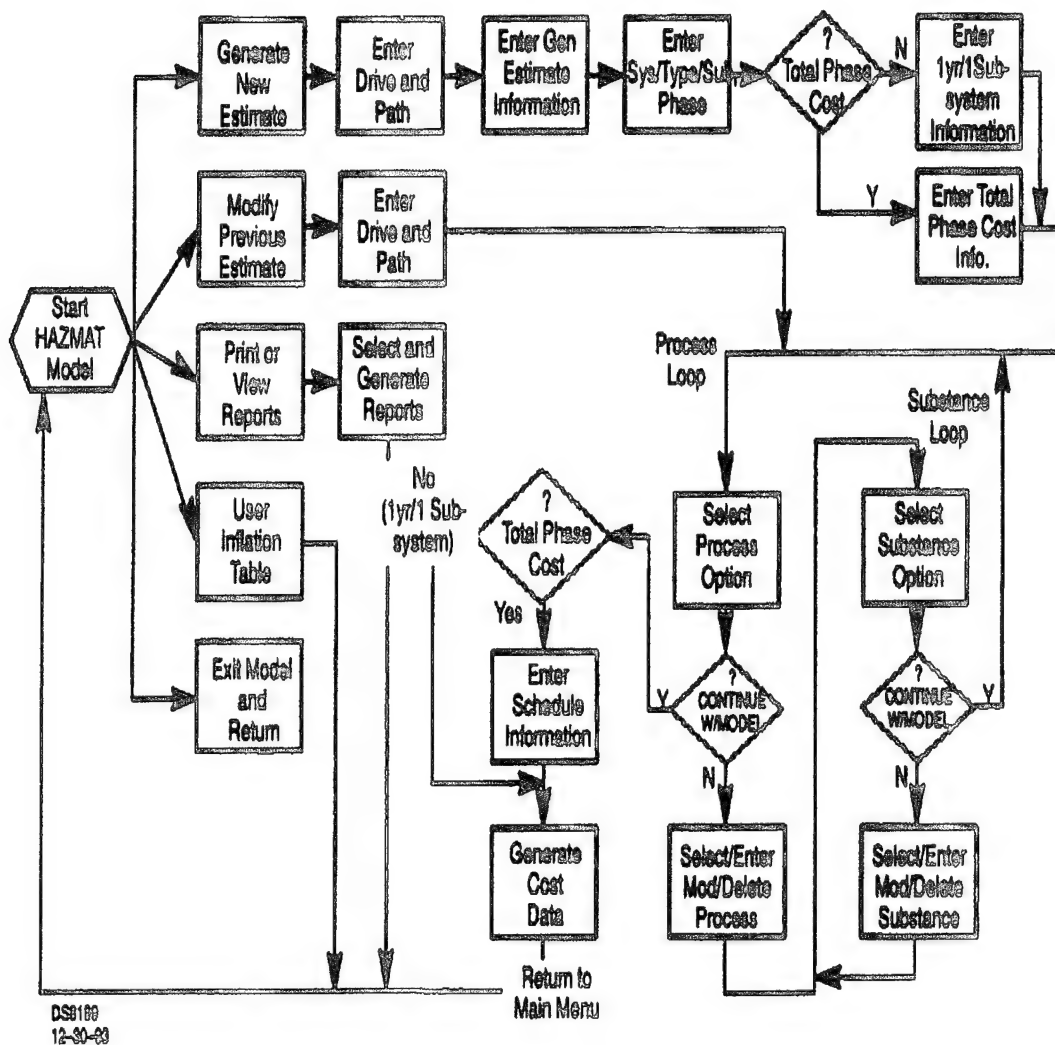 Generate
New
Estimate
Enter
Drive and
Path
Enter Gen
Estimate
Information
Enter
Sys/Type/Sub/
Phase
?
Total Phase
Cost
N
Enter
1yr/1Sub-
system
Information
Y
Enter Total
Phase Cost
Info.
Modify
Previous
Estimate
Enter
Drive and
Path
Start
HAZMAT
Model
Print or
View
Reports
Select and
Generate
Reports
Process
Loop
Substance
Loop
No
(1yr/1 Sub-
system)
?
Total Phase
Cost
Select
Process
Option
Select
Substance
Option
User
Inflation
Table
Yes
Enter
Schedule
Information
Y
?
CONTINUE
W/MODEL
?
CONTINUE
W/MODEL
Y
Exit Model
and
Return
N
N
Generate
Cost
Data
Select/Enter
Mod/Delete
Process
Select/Enter
Mod/Delete
Substance
Return to
Main Menu
DS9189
12-30-93